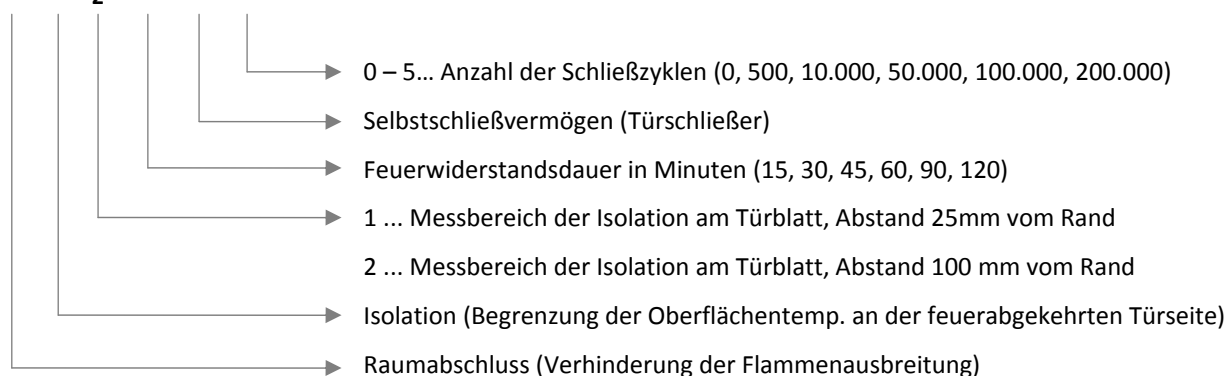 2
0 – 5… Anzahl der Schließzyklen (0, 500, 10.000, 50.000, 100.000, 200.000)
Selbstschließvermögen (Türschließer)
Feuerwiderstandsdauer in Minuten (15, 30, 45, 60, 90, 120)
1 ... Messbereich der Isolation am Türblatt, Abstand 25mm vom Rand
2 ... Messbereich der Isolation am Türblatt, Abstand 100 mm vom Rand
Isolation (Begrenzung der Oberflächentemp. an der feuerabgekehrten Türseite)
Raumabschluss (Verhinderung der Flammenausbreitung)